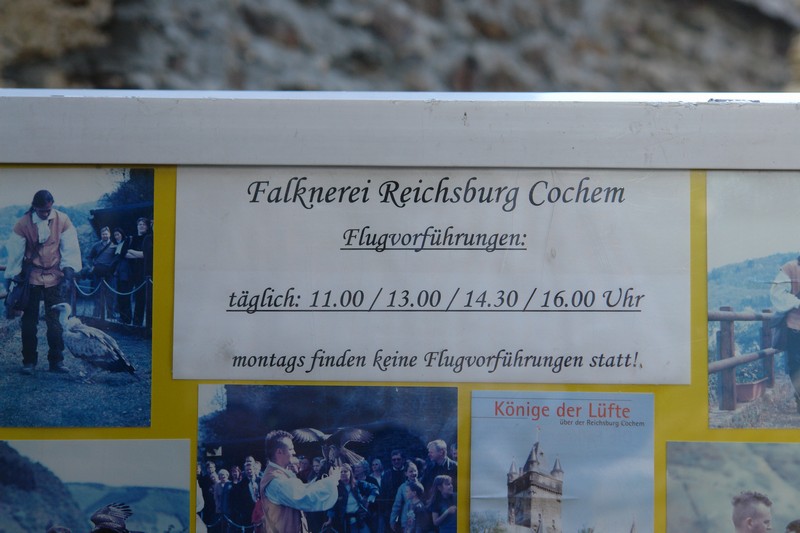 Falknerei Reichsburg Cochem
Flugvorführungen:
täglich: 11.00 / 13.00 / 14.30 / 16.00 Uhr
montags finden keine Flugvorführungen statt!
Könige der Lüfte
über der Reichsburg Cochem